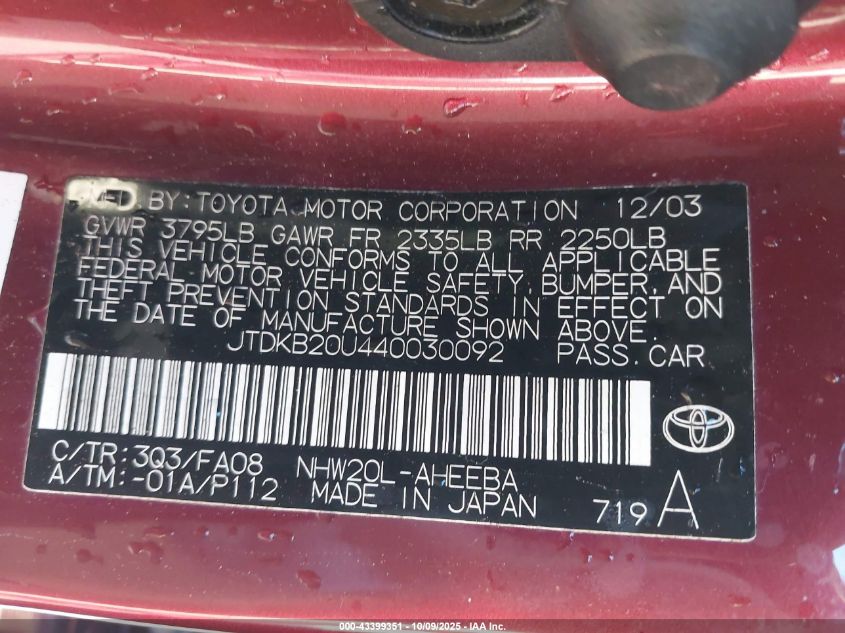 MFD BY: TOYOTA MOTOR CORPORATION 12/03
GVWR 3795LB GAWR FR 2335LB RR 2250LB
THIS VEHICLE CONFORMS TO ALL APPLICABLE
FEDERAL MOTOR VEHICLE SAFETY, BUMPER, AND
THEFT PREVENTION STANDARDS IN EFFECT ON
THE DATE OF MANUFACTURE SHOWN ABOVE.
JTDKB20U440030092 PASS. CAR
C/TR: 3Q3/FA08 NHW20L-AHEEBA
A/TM: -01A/P112 MADE IN JAPAN 719 A
000-43399351 - 10/09/2025 - IAA Inc.